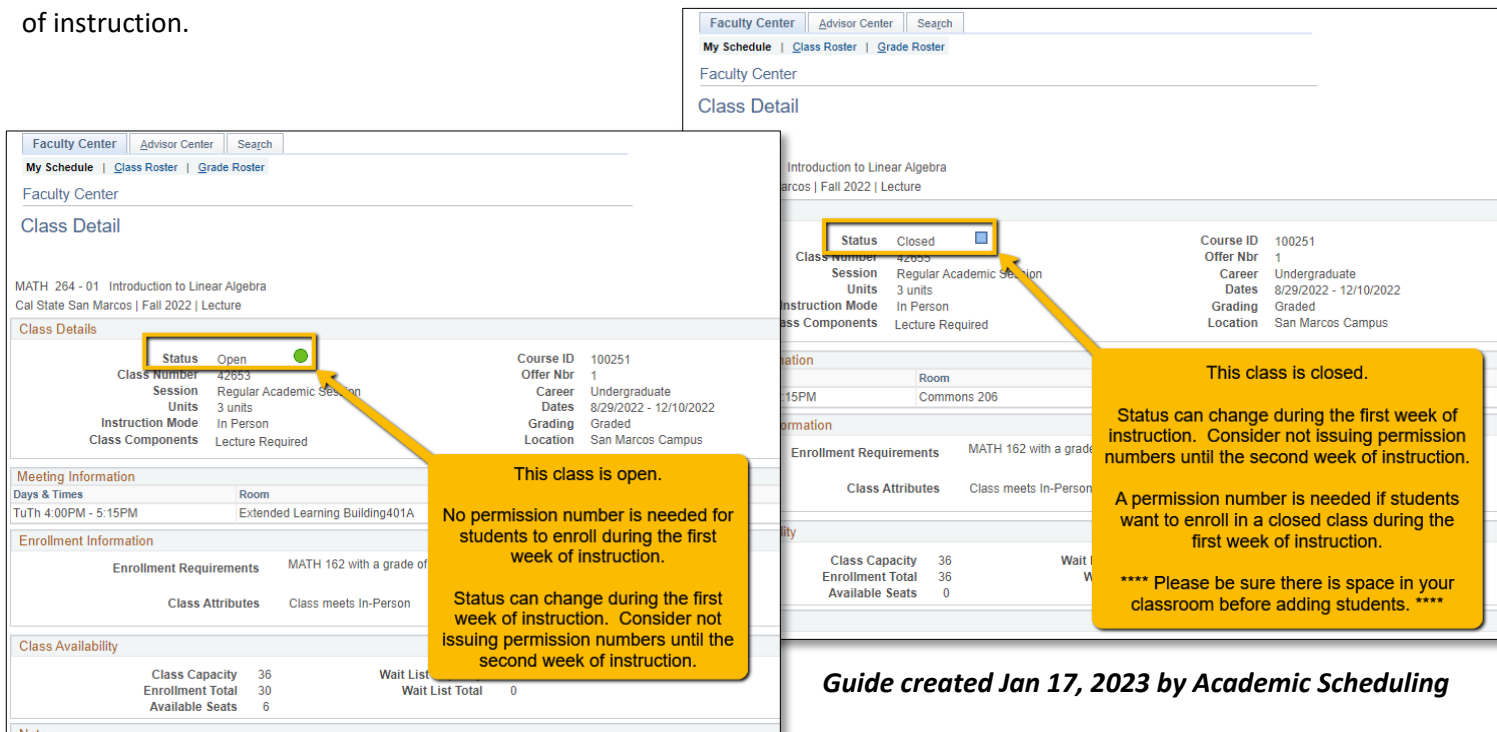 of instruction.
Faculty Center Advisor Center Search
My Schedule | Class Roster | Grade Roster
Faculty Center
Class Detail
MATH 264 - 01 Introduction to Linear Algebra
Cal State San Marcos | Fall 2022 | Lecture
Class Details
Status Open Course ID 100251
Class Number 42653 Offer Nbr 1
Session Regular Academic Session Career Undergraduate
Units 3 units Dates 8/29/2022 - 12/10/2022
Instruction Mode In Person Grading Graded
Class Components Lecture Required Location San Marcos Campus
Meeting Information
Days & Times Room
TuTh 4:00PM - 5:15PM Extended Learning Building401A
Enrollment Information
Enrollment Requirements MATH 162 with a grade of
Class Attributes Class meets In-Person
Class Availability
Class Capacity 36 Wait List
Enrollment Total 30 Wait List Total 0
Available Seats 6
This class is open.
No permission number is needed for
students to enroll during the first
week of instruction.
Status can change during the first
week of instruction. Consider not
issuing permission numbers until the
second week of instruction.
Faculty Center Advisor Center Search
My Schedule | Class Roster | Grade Roster
Faculty Center
Class Detail
Introduction to Linear Algebra
arcos | Fall 2022 | Lecture
Status Closed Course ID 100251
Class Number 42655 Offer Nbr 1
Session Regular Academic Session Career Undergraduate
Units 3 units Dates 8/29/2022 - 12/10/2022
nstruction Mode In Person Grading Graded
ass Components Lecture Required Location San Marcos Campus
mation
Room
:15PM Commons 206
ormation
Enrollment Requirements MATH 162 with a grade
Class Attributes Class meets In-Person
lity
Class Capacity 36 Wait
Enrollment Total 36 W
Available Seats 0
This class is closed.
Status can change during the first week of
instruction. Consider not issuing permission
numbers until the second week of instruction.
A permission number is needed if students
want to enroll in a closed class during the
first week of instruction.
**** Please be sure there is space in your
classroom before adding students. ****
Guide created Jan 17, 2023 by Academic Scheduling